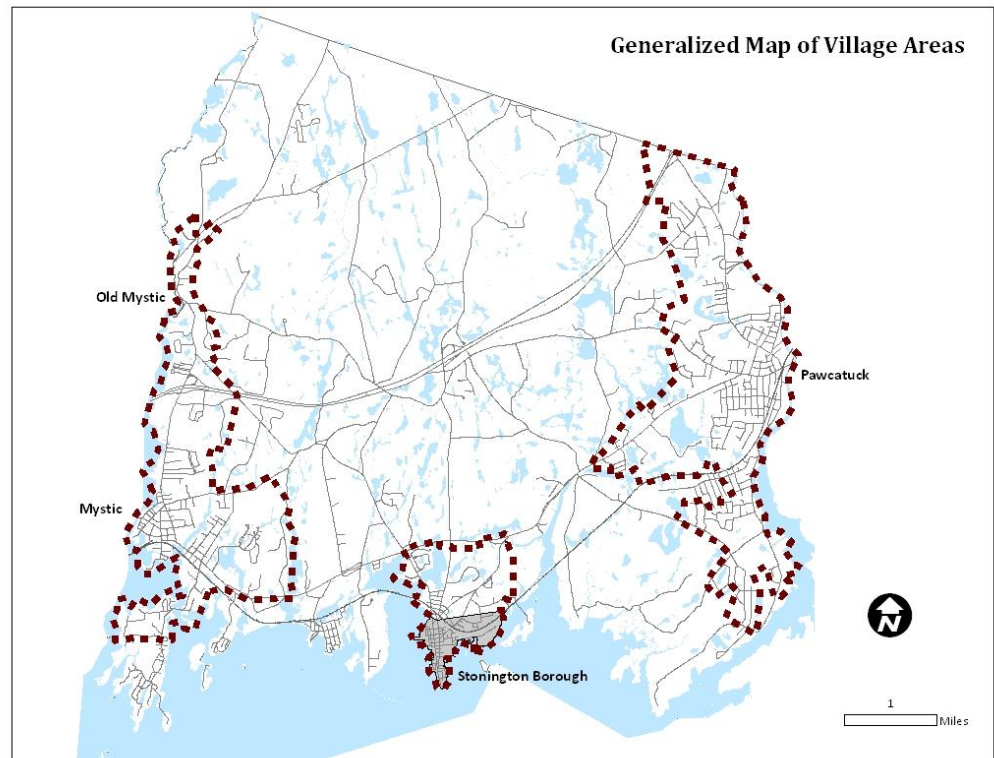 Generalized Map of Village Areas
Old Mystic
Pawcatuck
Mystic
N
Stonington Borough
1
Miles